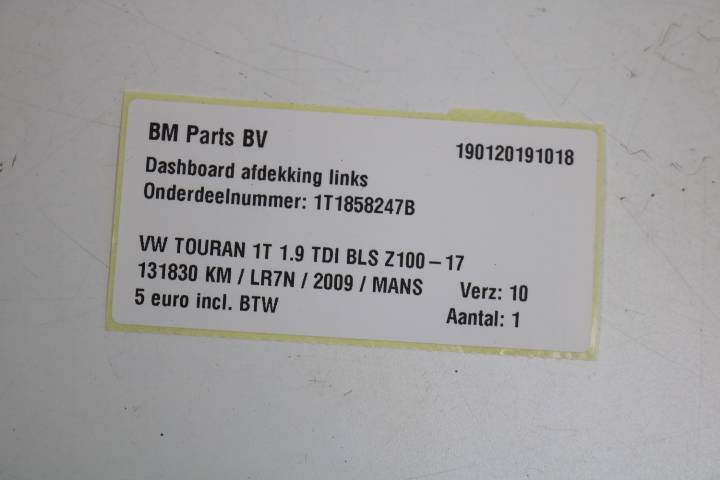 BM Parts BV
190120191018
Dashboard afdekking links
Onderdeelnummer: 1T1858247B
VW TOURAN 1T 1.9 TDI BLS Z100-17
131830 KM / LR7N / 2009 / MANS
Verz: 10
5 euro incl. BTW
Aantal: 1